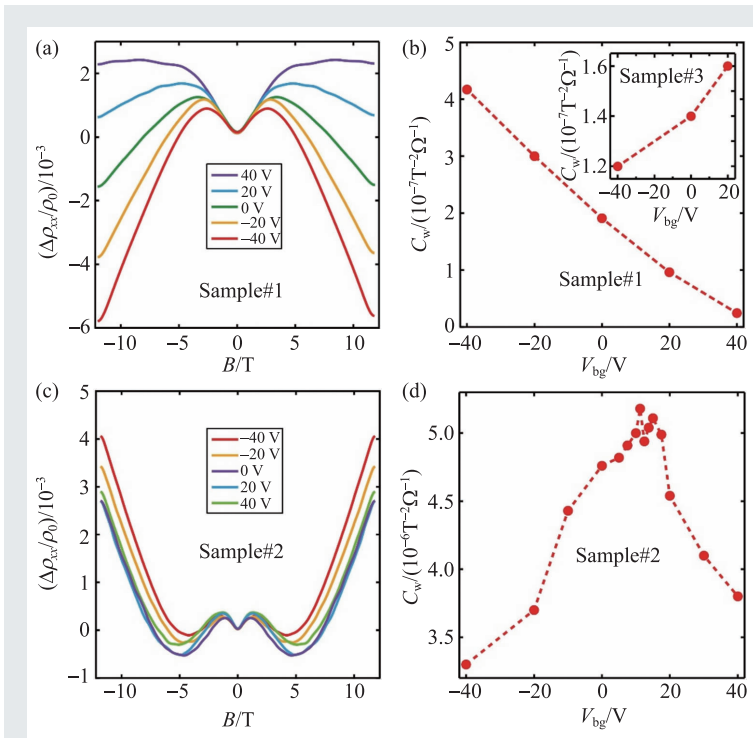 (a)
(Δρxx/ρ0)/10⁻³
2
0
−2
−4
−6
40 V
20 V
0 V
−20 V
−40 V
Sample#1
−10
−5
0
5
10
B/T
(b)
Cw/(10⁻⁷T⁻²Ω⁻¹)
5
4
3
2
1
0
Sample#1
−40
−20
0
20
40
Vbg/V
Sample#3
Cw/(10⁻⁷T⁻²Ω⁻¹)
1.6
1.4
1.2
−40
−20
0
20
Vbg/V
(c)
(Δρxx/ρ0)/10⁻³
5
4
3
2
1
0
−1
−40 V
−20 V
0 V
20 V
40 V
Sample#2
−10
−5
0
5
10
B/T
(d)
Cw/(10⁻⁶T⁻²Ω⁻¹)
5.0
4.5
4.0
3.5
Sample#2
−40
−20
0
20
40
Vbg/V